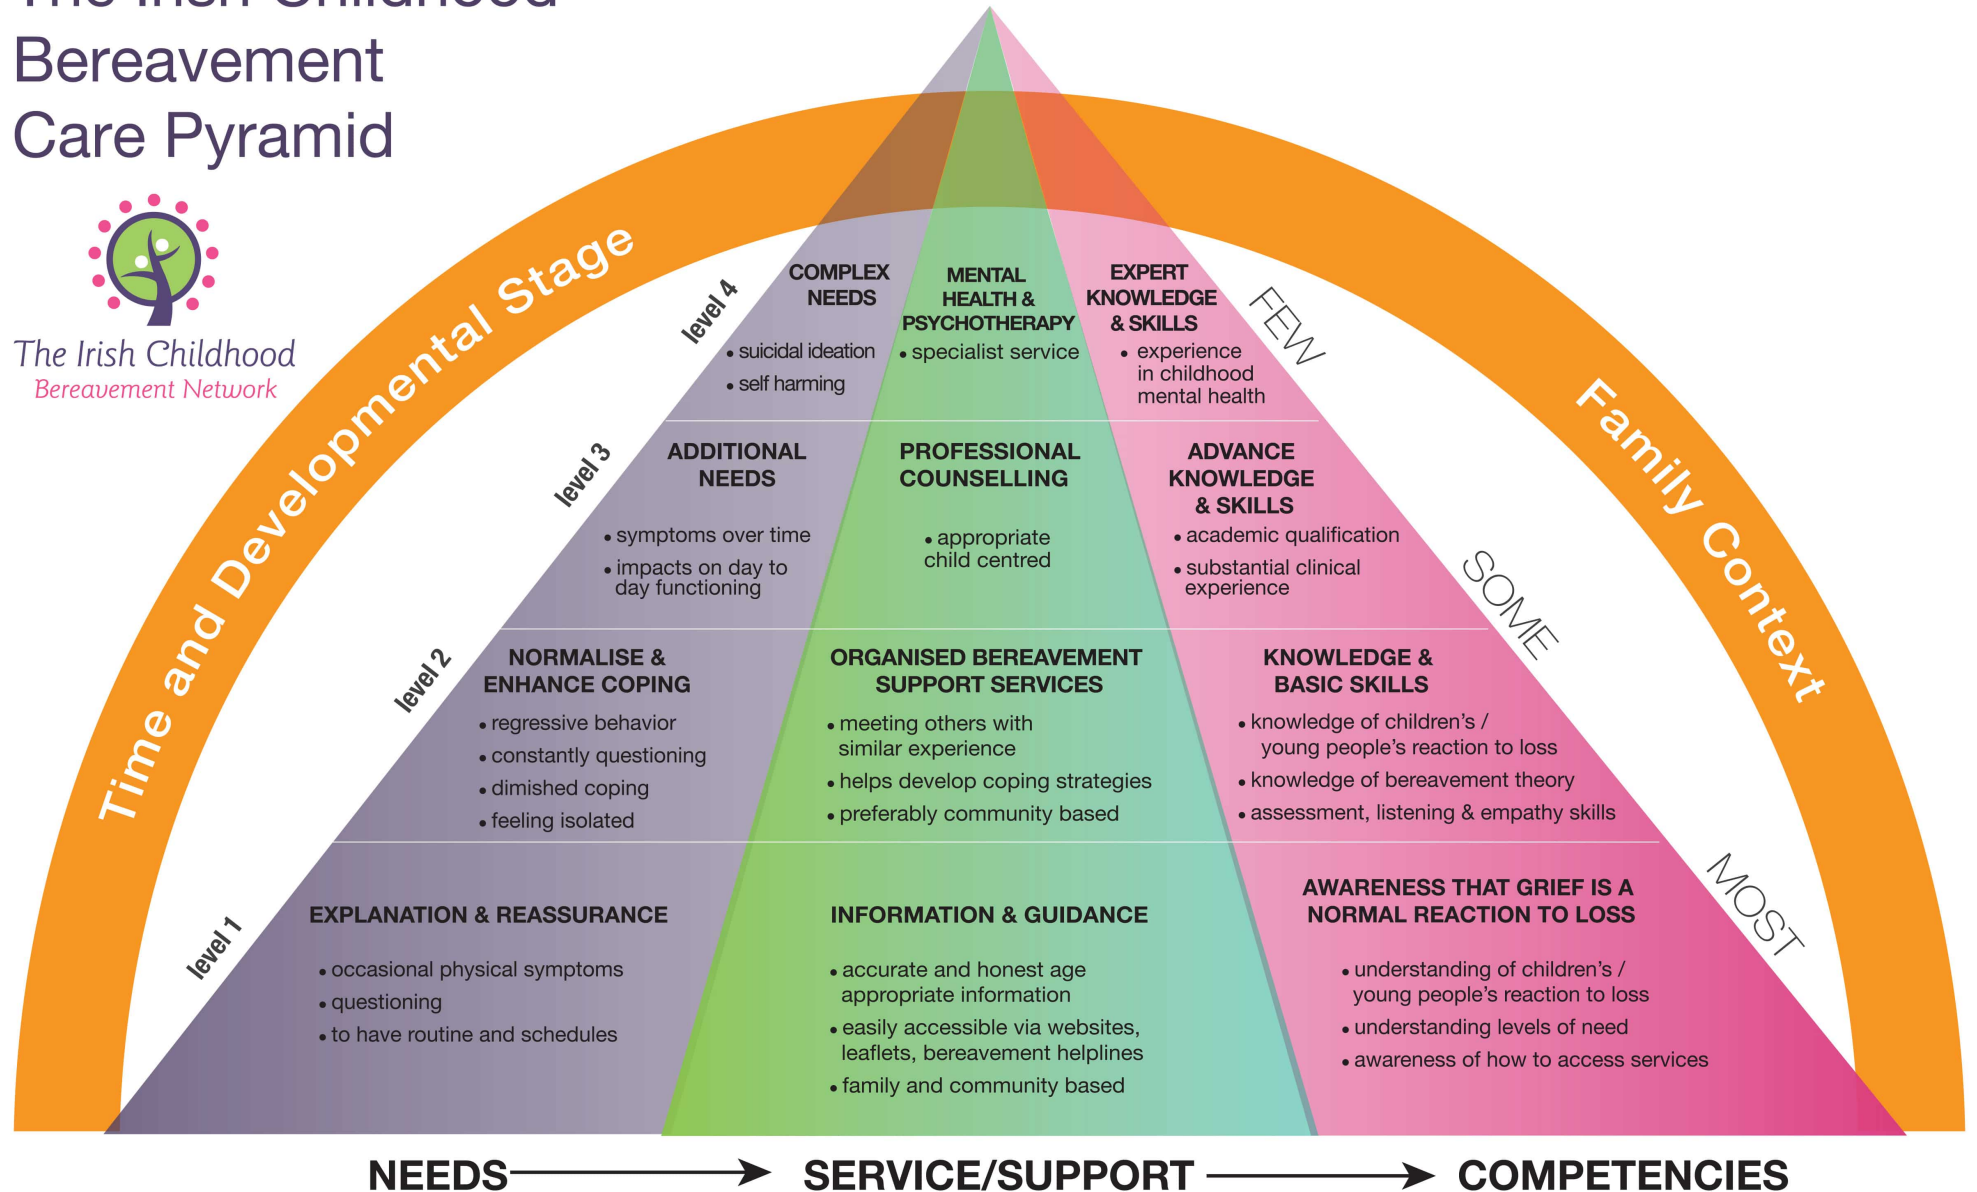 The Irish Childhood
Bereavement
Care Pyramid
The Irish Childhood
Bereavement Network
Time and Developmental Stage
Family Context
level 4
COMPLEX
NEEDS
• suicidal ideation
• self harming
MENTAL
HEALTH &
PSYCHOTHERAPY
• specialist service
EXPERT
KNOWLEDGE
& SKILLS
• experience
in childhood
mental health
FEW
level 3
ADDITIONAL
NEEDS
• symptoms over time
• impacts on day to
day functioning
PROFESSIONAL
COUNSELLING
• appropriate
child centred
ADVANCE
KNOWLEDGE
& SKILLS
• academic qualification
• substantial clinical
experience
SOME
level 2
NORMALISE &
ENHANCE COPING
• regressive behavior
• constantly questioning
• dimished coping
• feeling isolated
ORGANISED BEREAVEMENT
SUPPORT SERVICES
• meeting others with
similar experience
• helps develop coping strategies
• preferably community based
KNOWLEDGE &
BASIC SKILLS
• knowledge of children's /
young people's reaction to loss
• knowledge of bereavement theory
• assessment, listening & empathy skills
MOST
level 1
EXPLANATION & REASSURANCE
• occasional physical symptoms
• questioning
• to have routine and schedules
INFORMATION & GUIDANCE
• accurate and honest age
appropriate information
• easily accessible via websites,
leaflets, bereavement helplines
• family and community based
AWARENESS THAT GRIEF IS A
NORMAL REACTION TO LOSS
• understanding of children's /
young people's reaction to loss
• understanding levels of need
• awareness of how to access services
NEEDS
SERVICE/SUPPORT
COMPETENCIES